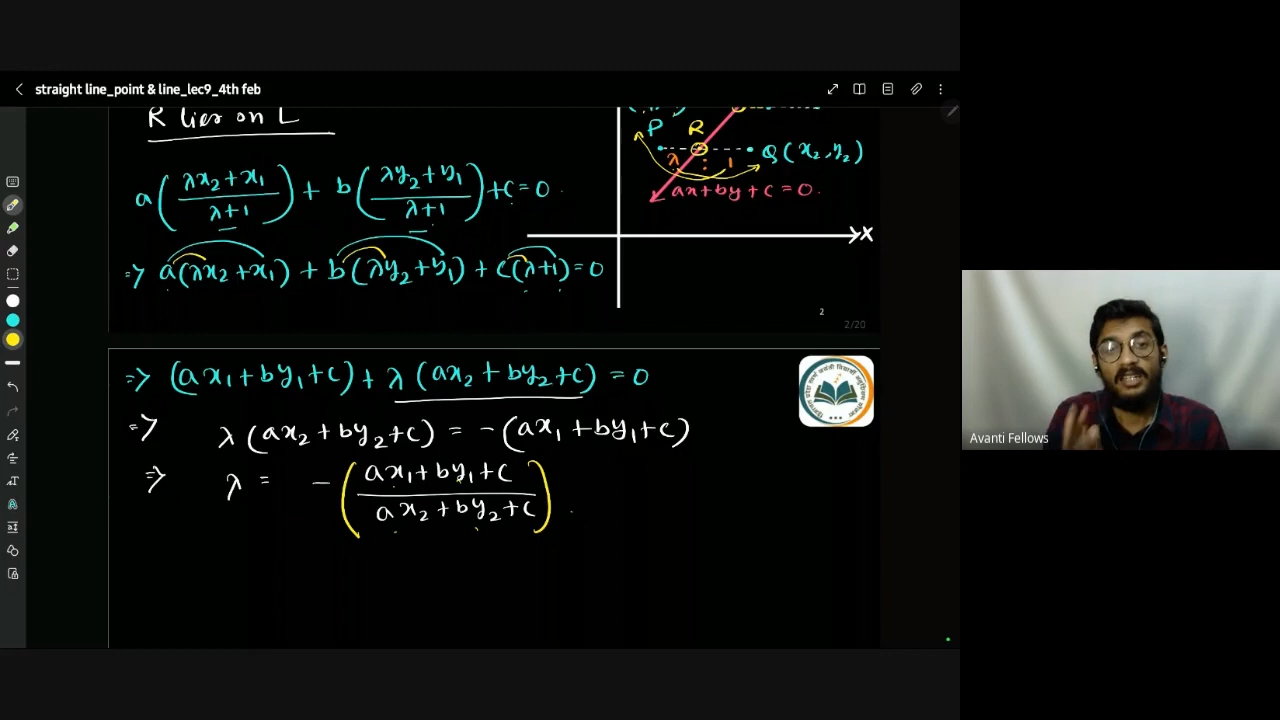 straight line_point & line_lec9_4th feb
R lies on L
P R
Q(x₂,y₂)
λ : 1
a((λx₂+x₁)/(λ+1)) + b((λy₂+y₁)/(λ+1)) +c=0
ax+by+c=0.
X
=> a(λx₂+x₁) + b(λy₂+y₁) + c(λ+1)=0
2
2/20
=> (ax₁+by₁+c) + λ(ax₂+by₂+c) = 0
=> λ(ax₂+by₂+c) = -(ax₁+by₁+c)
=> λ = -((ax₁+by₁+c)/(ax₂+by₂+c))
Avanti Fellows